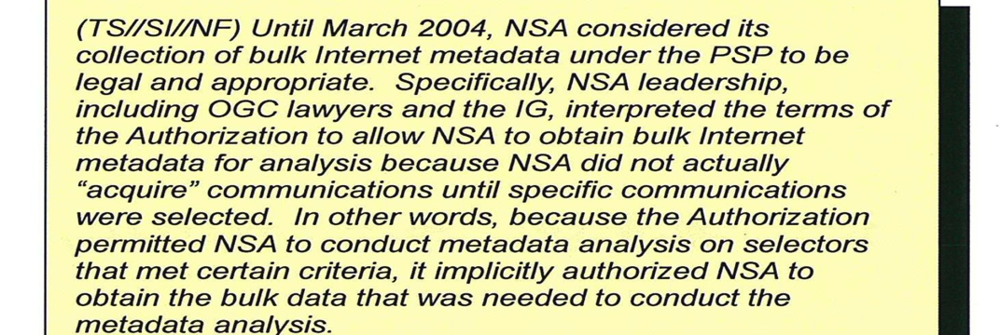 (TS//SI//NF) Until March 2004, NSA considered its
collection of bulk Internet metadata under the PSP to be
legal and appropriate.  Specifically, NSA leadership,
including OGC lawyers and the IG, interpreted the terms of
the Authorization to allow NSA to obtain bulk Internet
metadata for analysis because NSA did not actually
“acquire” communications until specific communications
were selected.  In other words, because the Authorization
permitted NSA to conduct metadata analysis on selectors
that met certain criteria, it implicitly authorized NSA to
obtain the bulk data that was needed to conduct the
metadata analysis.